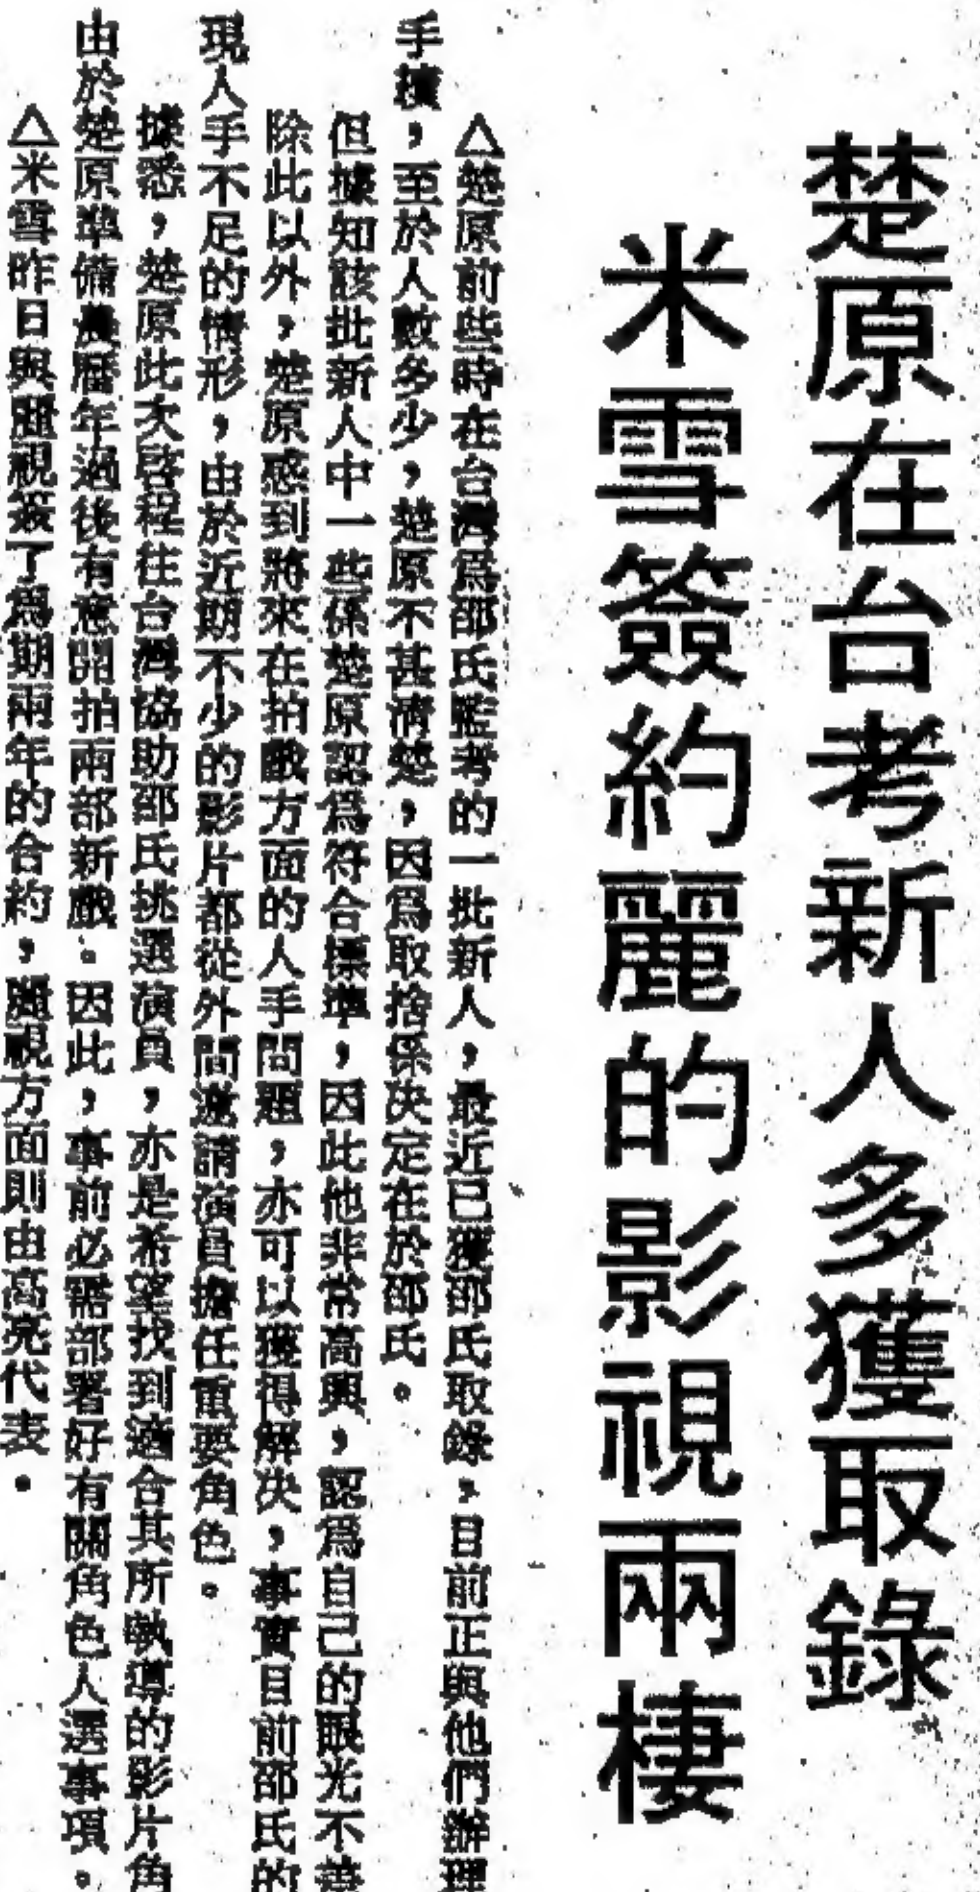 楚原在台考新人多獲取錄
米雪簽約麗的影視兩棲
△楚原前些時在台灣爲邵氏監考的一批新人，最近已獲邵氏取錄，目前正與他們辦理
手續，至於人數多少，楚原不甚清楚，因爲取捨係決定在於邵氏。
但據知該批新人中一些係楚原認爲符合標準，因此他非常高興，認爲自己的眼光不
除此以外，楚原感到將來在拍戲方面的人手問題，亦可以獲得解決，事實目前邵氏的
現人手不足的情形，由於近期不少的影片都從外間邀請演員擔任重要角色。
據悉，楚原此次啓程往台灣協助邵氏挑選演員，亦是希望找到適合其所執導的影片角
由於楚原準備農曆年過後有意開拍兩部新戲。因此，事前必需部署好有關角色人選事項。
△米雪昨日與麗視簽了爲期兩年的合約，麗視方面則由高亮代表。